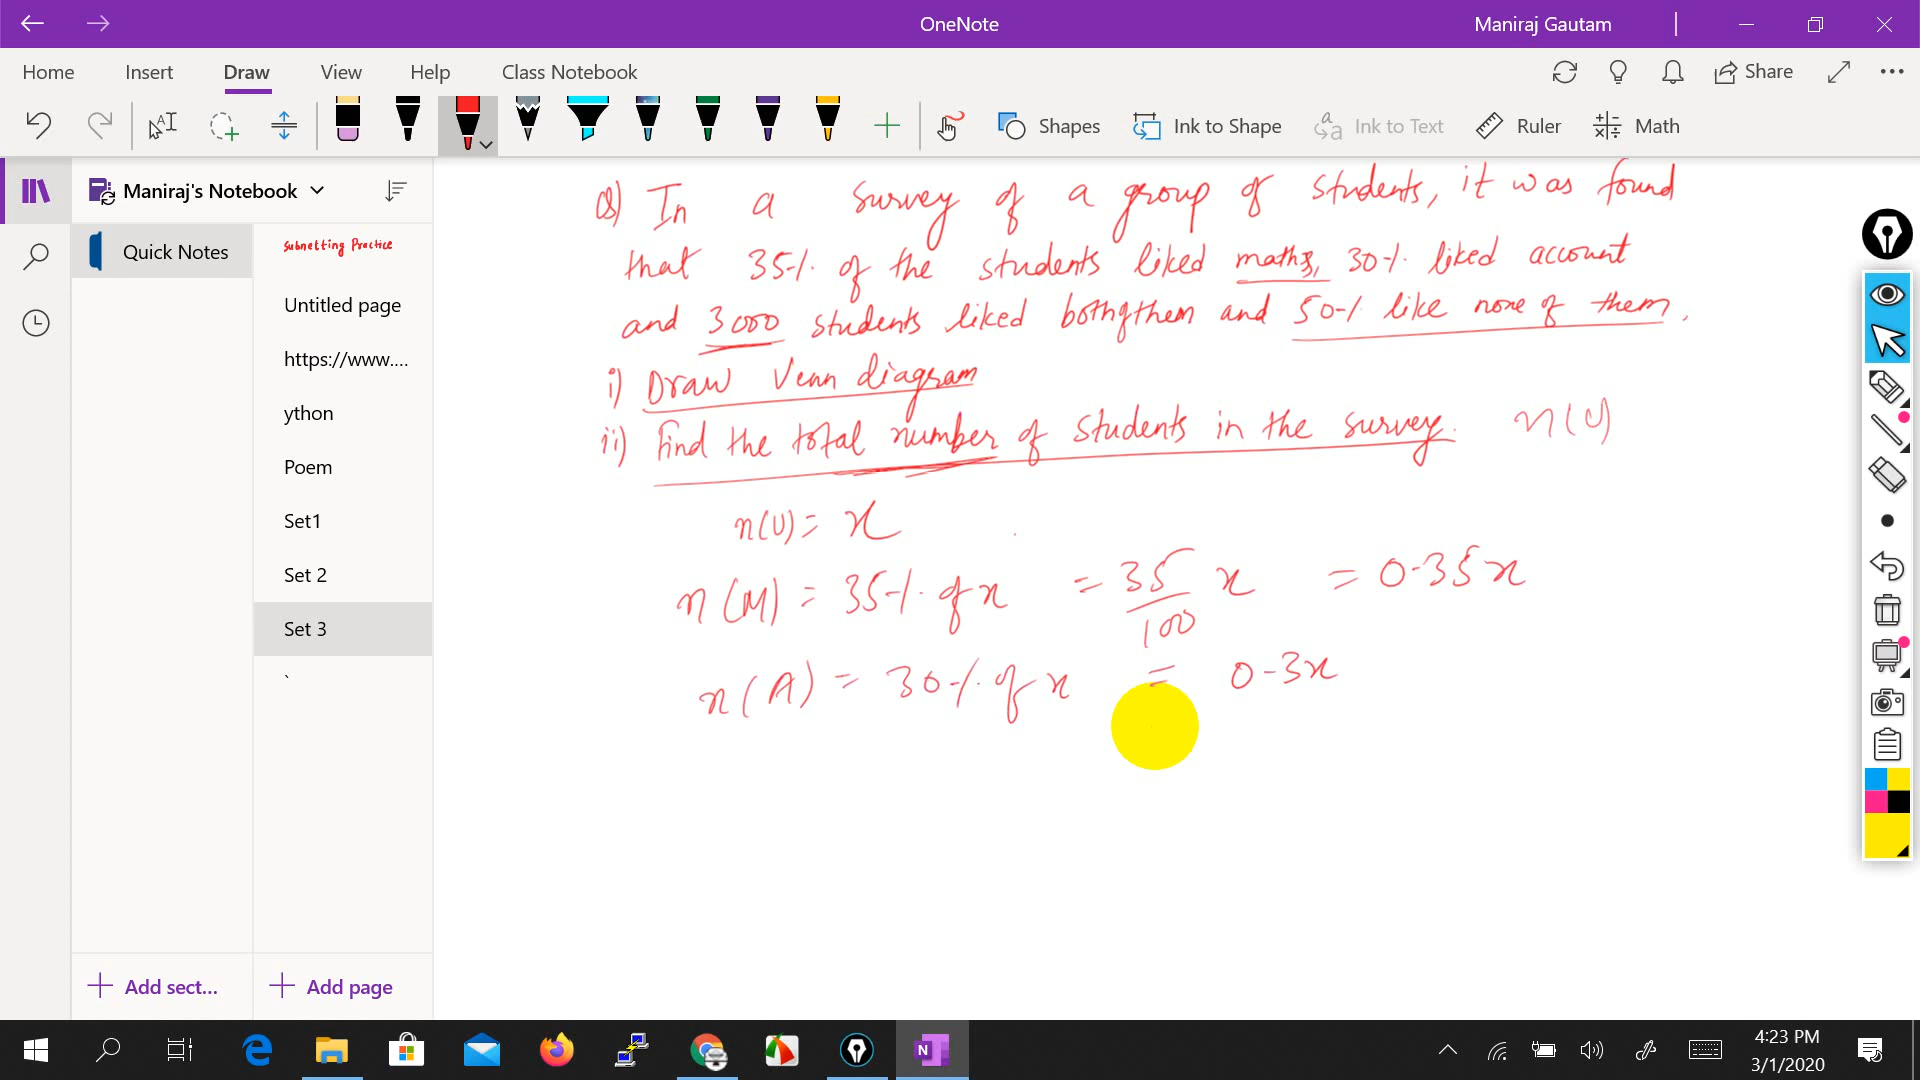 OneNote
Maniraj Gautam
Home Insert Draw View Help Class Notebook
Share
Shapes Ink to Shape Ink to Text Ruler Math
Maniraj's Notebook
Quick Notes
Subnetting Practice
Untitled page
https://www....
ython
Poem
Set1
Set 2
Set 3
`
Add sect...
Add page
Q) In a survey of a group of students, it was found
that 35% of the students liked maths, 30% liked account
and 3000 students liked both of them and 50% like none of them.
i) Draw Venn diagram
ii) Find the total number of students in the survey. n(U)
n(U) = x
n(M) = 35% of x = 35/100 x = 0.35x
n(A) = 30% of x = 0.3x
4:23 PM
3/1/2020